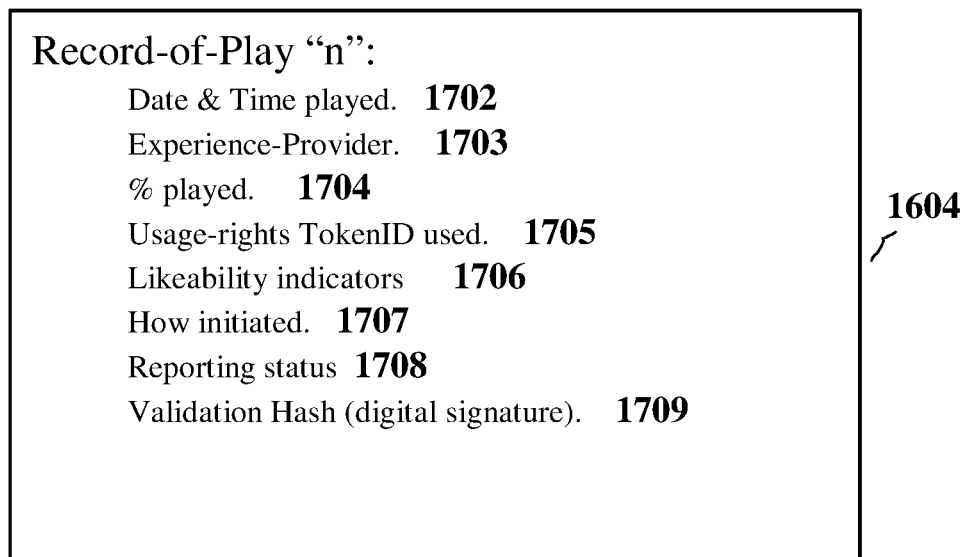 Record-of-Play “n”:
Date & Time played. 1702
Experience-Provider. 1703
% played. 1704
1604
Usage-rights TokenID used. 1705
Likeability indicators 1706
How initiated. 1707
Reporting status 1708
Validation Hash (digital signature). 1709